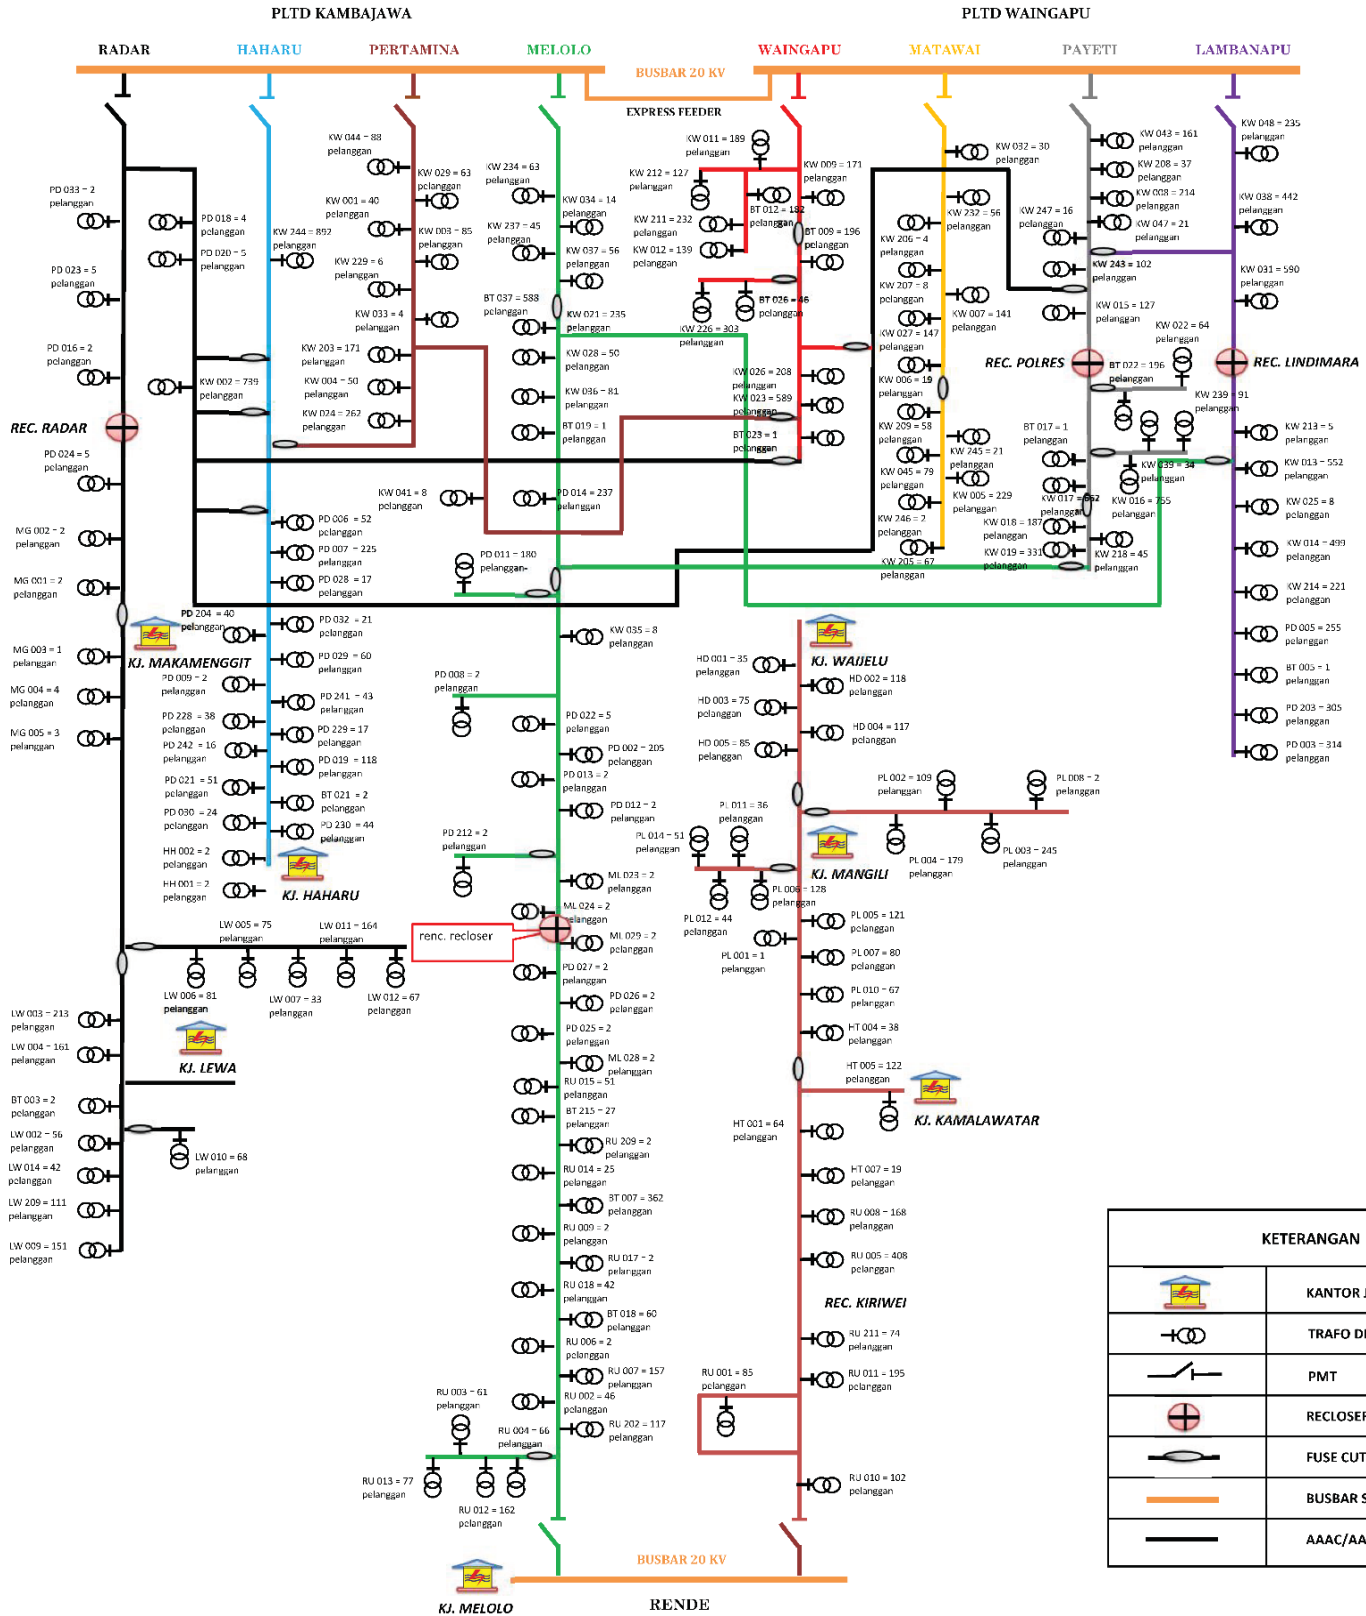 PLTD KAMBAJAWA
PLTD WAINGAPU
RADAR
HAHARU
PERTAMINA
MELOLO
WAINGAPU
MATAWAI
PAYETI
LAMBANAPU
BUSBAR 20 KV
EXPRESS FEEDER
PD 033 = 2
pelanggan
PD 023 = 5
pelanggan
PD 016 = 2
pelanggan
REC. RADAR
PD 024 = 5
pelanggan
MG 002 = 2
pelanggan
MG 001 = 2
pelanggan
MG 003 = 1
pelanggan
MG 004 = 4
pelanggan
MG 005 = 3
pelanggan
KJ. MAKAMENGGIT
PD 018 = 4
pelanggan
PD 020 = 5
pelanggan
KW 002 = 739
pelanggan
LW 005 = 75
pelanggan
LW 011 = 164
pelanggan
LW 006 = 81
pelanggan
LW 007 = 33
pelanggan
LW 012 = 67
pelanggan
KJ. LEWA
LW 003 = 213
pelanggan
LW 004 = 161
pelanggan
BT 003 = 2
pelanggan
LW 002 = 56
pelanggan
LW 014 = 42
pelanggan
LW 209 = 111
pelanggan
LW 009 = 151
pelanggan
LW 010 = 68
pelanggan
KW 244 = 892
pelanggan
PD 006 = 52
pelanggan
PD 007 = 225
pelanggan
PD 028 = 17
pelanggan
PD 204 = 40
pelanggan
PD 032 = 21
pelanggan
PD 029 = 60
pelanggan
PD 009 = 2
pelanggan
PD 241 = 43
pelanggan
PD 228 = 38
pelanggan
PD 229 = 17
pelanggan
PD 242 = 16
pelanggan
PD 019 = 118
pelanggan
PD 021 = 51
pelanggan
BT 021 = 2
pelanggan
PD 030 = 24
pelanggan
PD 230 = 44
pelanggan
HH 002 = 2
pelanggan
HH 001 = 2
pelanggan
KJ. HAHARU
KW 044 = 88
pelanggan
KW 029 = 63
pelanggan
KW 001 = 40
pelanggan
KW 003 = 85
pelanggan
KW 229 = 6
pelanggan
KW 033 = 4
pelanggan
KW 203 = 171
pelanggan
KW 004 = 50
pelanggan
KW 024 = 262
pelanggan
KW 041 = 8
pelanggan
KW 234 = 63
pelanggan
KW 034 = 14
pelanggan
KW 237 = 45
pelanggan
KW 037 = 56
pelanggan
BT 037 = 588
pelanggan
KW 021 = 235
pelanggan
KW 028 = 50
pelanggan
KW 036 = 81
pelanggan
BT 019 = 1
pelanggan
PD 014 = 237
pelanggan
PD 011 = 180
pelanggan
KW 035 = 8
pelanggan
PD 008 = 2
pelanggan
PD 022 = 5
pelanggan
PD 002 = 205
pelanggan
PD 013 = 2
pelanggan
PD 012 = 2
pelanggan
PD 212 = 2
pelanggan
ML 023 = 2
pelanggan
ML 024 = 2
pelanggan
renc. recloser
ML 029 = 2
pelanggan
PD 027 = 2
pelanggan
PD 026 = 2
pelanggan
PD 025 = 2
pelanggan
ML 028 = 2
pelanggan
RU 015 = 51
pelanggan
BT 215 = 27
pelanggan
RU 209 = 2
pelanggan
RU 014 = 25
pelanggan
BT 007 = 362
pelanggan
RU 009 = 2
pelanggan
RU 017 = 2
pelanggan
RU 018 = 42
pelanggan
BT 018 = 60
pelanggan
RU 006 = 2
pelanggan
RU 007 = 157
pelanggan
RU 002 = 46
pelanggan
RU 202 = 117
pelanggan
RU 003 = 61
pelanggan
RU 004 = 66
pelanggan
RU 013 = 77
pelanggan
RU 012 = 162
pelanggan
KW 011 = 189
pelanggan
KW 009 = 171
pelanggan
KW 212 = 127
pelanggan
BT 012 = 182
pelanggan
KW 211 = 232
pelanggan
BT 009 = 196
pelanggan
KW 012 = 139
pelanggan
BT 026 = 46
pelanggan
KW 226 = 303
pelanggan
KW 026 = 208
pelanggan
KW 023 = 589
pelanggan
BT 023 = 1
pelanggan
KW 032 = 30
pelanggan
KW 232 = 56
pelanggan
KW 206 = 4
pelanggan
KW 207 = 8
pelanggan
KW 007 = 141
pelanggan
KW 027 = 147
pelanggan
KW 006 = 19
pelanggan
KW 209 = 58
pelanggan
KW 245 = 21
pelanggan
KW 045 = 79
pelanggan
KW 005 = 229
pelanggan
KW 246 = 2
pelanggan
KW 205 = 67
pelanggan
KW 043 = 161
pelanggan
KW 208 = 37
pelanggan
KW 008 = 214
pelanggan
KW 247 = 16
pelanggan
KW 047 = 21
pelanggan
KW 243 = 102
pelanggan
KW 015 = 127
pelanggan
KW 022 = 64
pelanggan
REC. POLRES
BT 022 = 196
pelanggan
KW 239 = 91
pelanggan
BT 017 = 1
pelanggan
KW 039 = 34
pelanggan
KW 017 = 662
pelanggan
KW 016 = 755
pelanggan
KW 018 = 187
pelanggan
KW 019 = 331
pelanggan
KW 218 = 45
pelanggan
KW 048 = 235
pelanggan
KW 038 = 442
pelanggan
KW 031 = 590
pelanggan
REC. LINDIMARA
KW 213 = 5
pelanggan
KW 013 = 552
pelanggan
KW 025 = 8
pelanggan
KW 014 = 499
pelanggan
KW 214 = 221
pelanggan
PD 005 = 255
pelanggan
BT 005 = 1
pelanggan
PD 203 = 305
pelanggan
PD 003 = 314
pelanggan
KJ. WAIJELU
HD 001 = 35
pelanggan
HD 002 = 118
pelanggan
HD 003 = 75
pelanggan
HD 004 = 117
pelanggan
HD 005 = 85
pelanggan
PL 002 = 109
pelanggan
PL 008 = 2
pelanggan
PL 004 = 179
pelanggan
PL 003 = 245
pelanggan
PL 011 = 36
pelanggan
PL 014 = 51
pelanggan
KJ. MANGILI
PL 006 = 128
pelanggan
PL 012 = 44
pelanggan
PL 005 = 121
pelanggan
PL 001 = 1
pelanggan
PL 007 = 80
pelanggan
PL 010 = 67
pelanggan
HT 004 = 38
pelanggan
HT 005 = 122
pelanggan
KJ. KAMALAWATAR
HT 001 = 64
pelanggan
HT 007 = 19
pelanggan
RU 008 = 168
pelanggan
RU 005 = 408
pelanggan
REC. KIRIWEI
RU 211 = 74
pelanggan
RU 011 = 195
pelanggan
RU 001 = 85
pelanggan
RU 010 = 102
pelanggan
BUSBAR 20 KV
KJ. MELOLO
RENDE
KETERANGAN
KANTOR J
TRAFO DI
PMT
RECLOSER
FUSE CUT
BUSBAR S
AAAC/AA